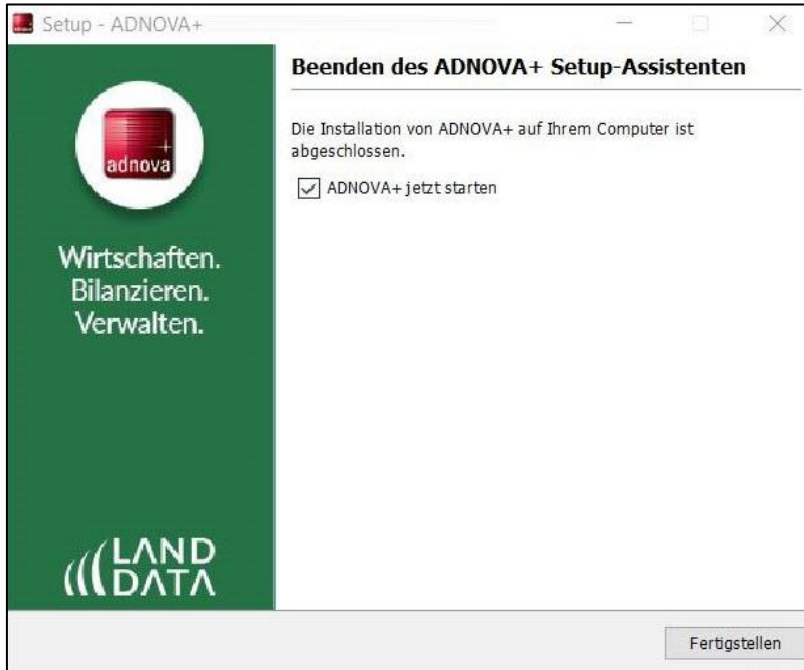 Setup - ADNOVA+
adnova
Wirtschaften.
Bilanzieren.
Verwalten.
LAND
DATA
Beenden des ADNOVA+ Setup-Assistenten
Die Installation von ADNOVA+ auf Ihrem Computer ist
abgeschlossen.
ADNOVA+ jetzt starten
Fertigstellen